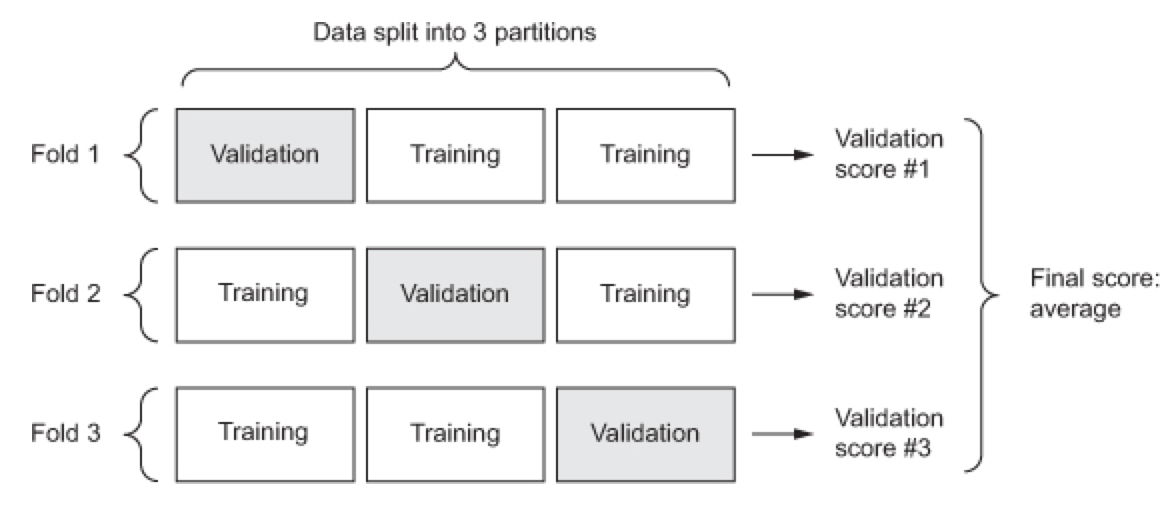 Data split into 3 partitions
Fold 1
Validation
Training
Training
Validation
score #1
Fold 2
Training
Validation
Training
Validation
score #2
Final score:
average
Fold 3
Training
Training
Validation
Validation
score #3